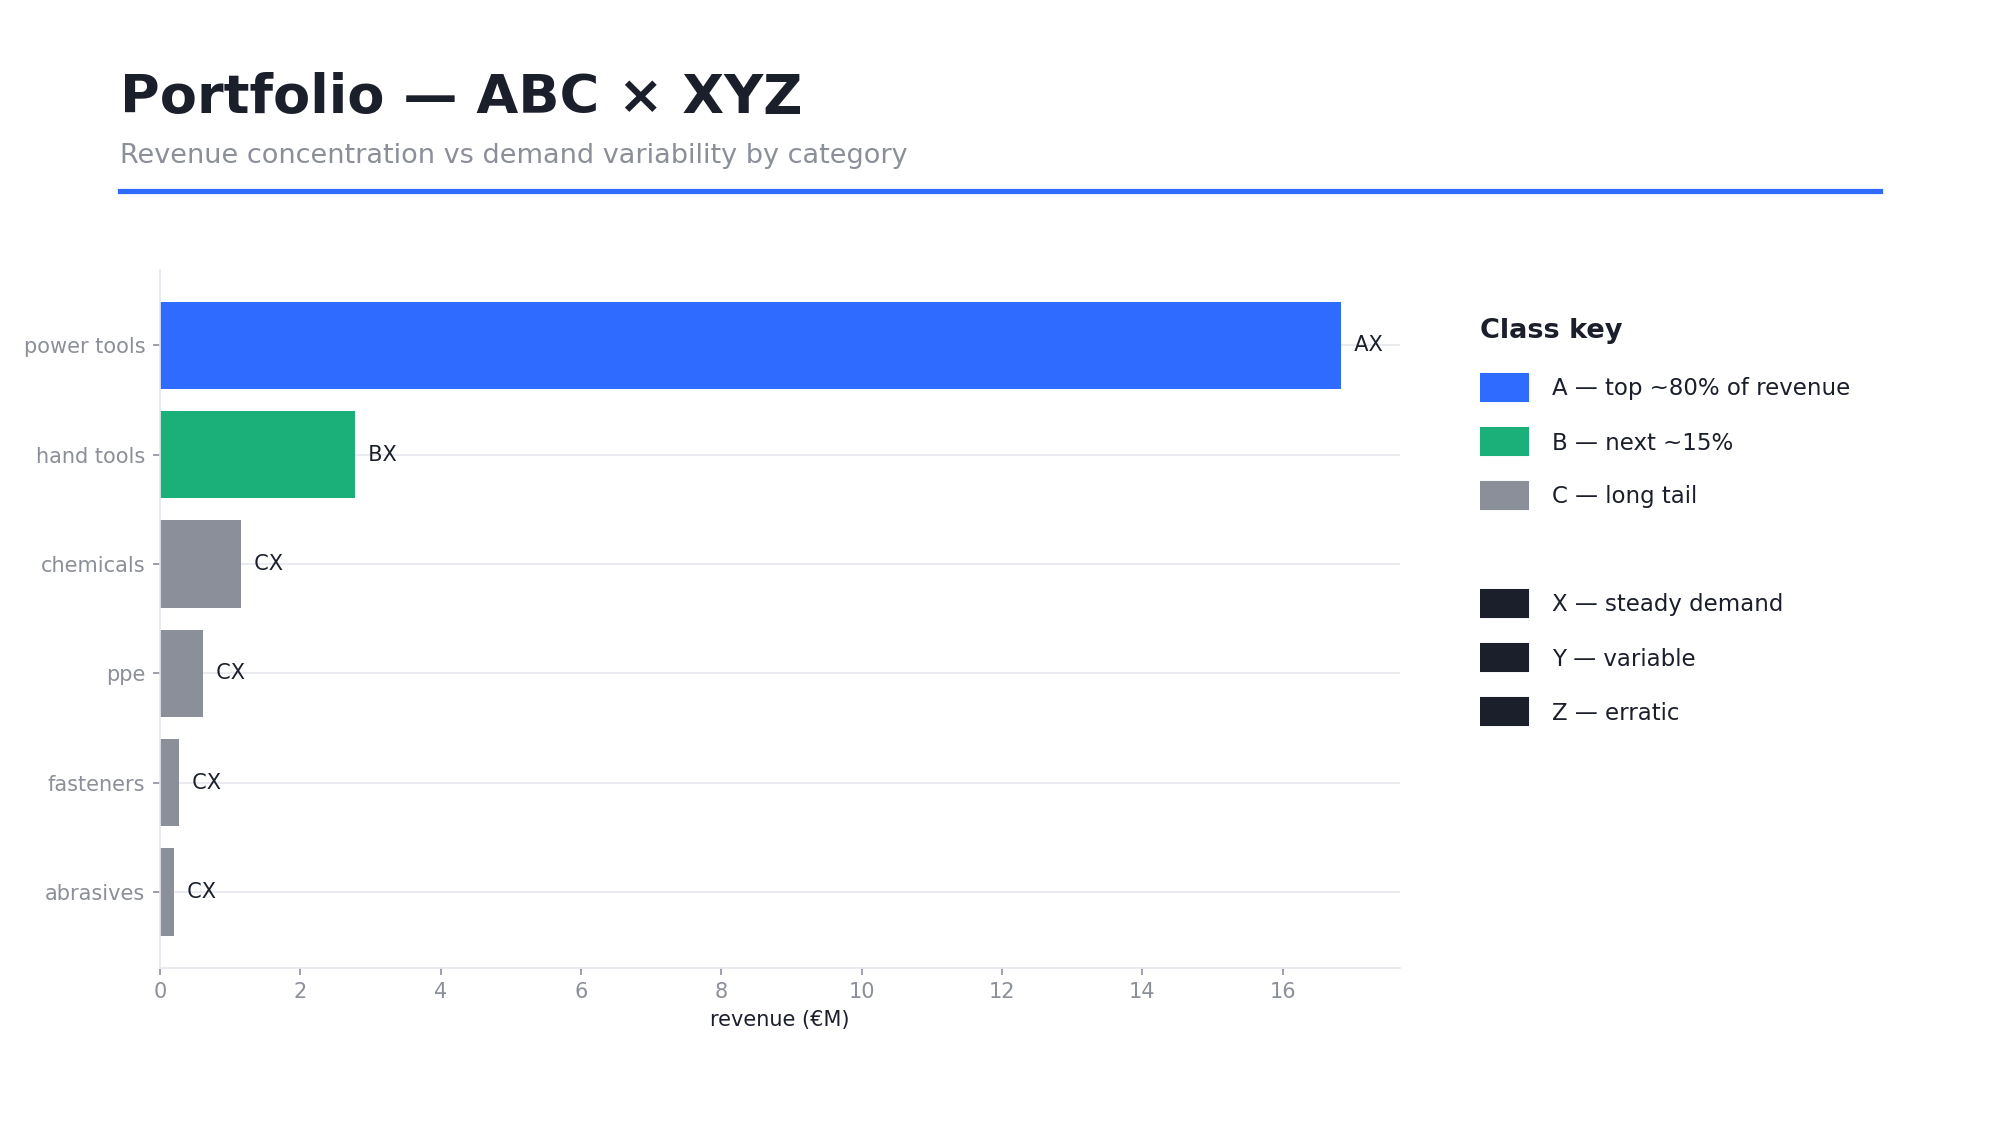 Portfolio — ABC × XYZ
Revenue concentration vs demand variability by category
power tools
AX
hand tools
BX
chemicals
CX
ppe
CX
fasteners
CX
abrasives
CX
0 2 4 6 8 10 12 14 16
revenue (€M)
Class key
A — top ~80% of revenue
B — next ~15%
C — long tail
X — steady demand
Y — variable
Z — erratic